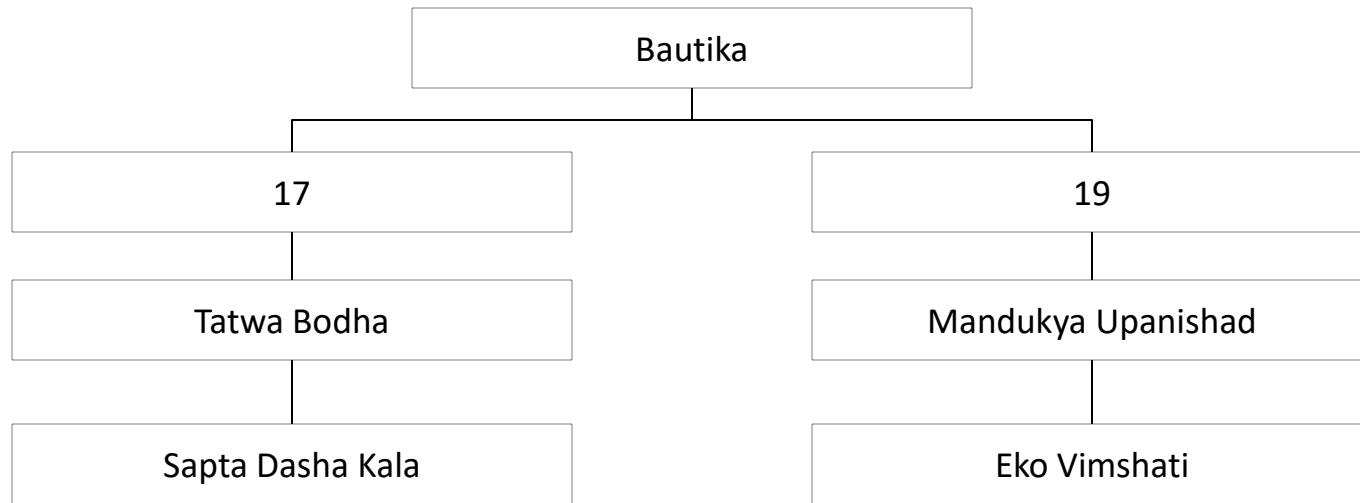 Bautika
17
19
Tatwa Bodha
Mandukya Upanishad
Sapta Dasha Kala
Eko Vimshati